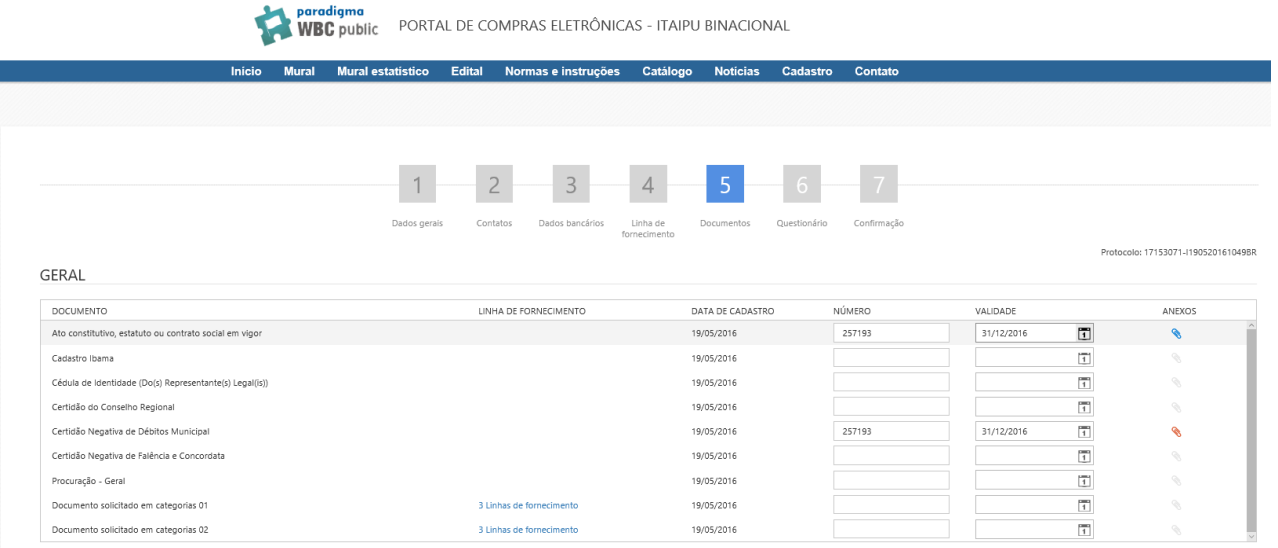 paradigma
WBC public
PORTAL DE COMPRAS ELETRÔNICAS - ITAIPU BINACIONAL
Início Mural Mural estatístico Edital Normas e instruções Catálogo Notícias Cadastro Contato
1 2 3 4 5 6 7
Dados gerais Contatos Dados bancários Linha de fornecimento Documentos Questionário Confirmação
Protocolo: 17153071-I190520161049BR
GERAL
DOCUMENTO LINHA DE FORNECIMENTO DATA DE CADASTRO NÚMERO VALIDADE ANEXOS
Ato constitutivo, estatuto ou contrato social em vigor 19/05/2016 257193 31/12/2016
Cadastro Ibama 19/05/2016
Cédula de Identidade (Do(s) Representante(s) Legal(is)) 19/05/2016
Certidão do Conselho Regional 19/05/2016
Certidão Negativa de Débitos Municipal 19/05/2016 257193 31/12/2016
Certidão Negativa de Falência e Concordata 19/05/2016
Procuração - Geral 19/05/2016
Documento solicitado em categorias 01 3 Linhas de fornecimento 19/05/2016
Documento solicitado em categorias 02 3 Linhas de fornecimento 19/05/2016